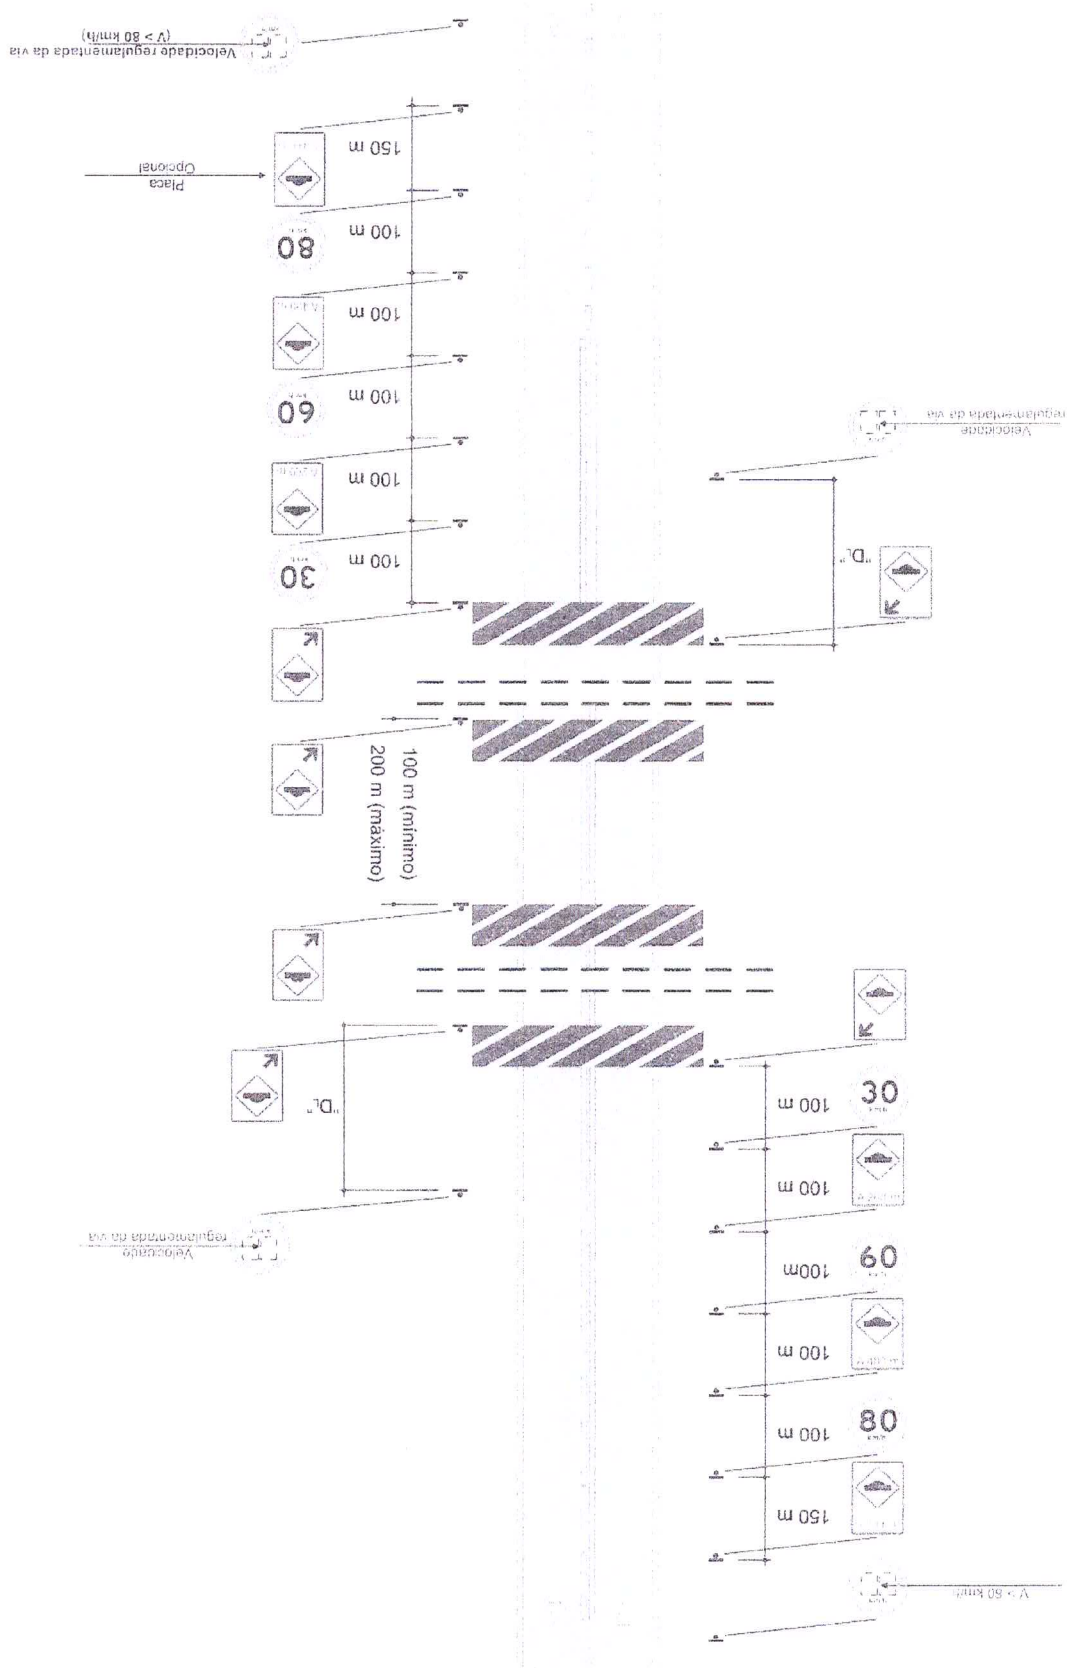 Velocidade regulamentada da via
(V > 80 km/h)
150 m
Placa
Opcional
100 m
80
100 m
100 m
60
100 m
100 m
30
Velocidade
regulamentada da via
"DL"
100 m (mínimo)
200 m (máximo)
"DL"
Velocidade
regulamentada da via
30
100 m
100 m
60
100m
100 m
80
100 m
150 m
V > 80 km/h